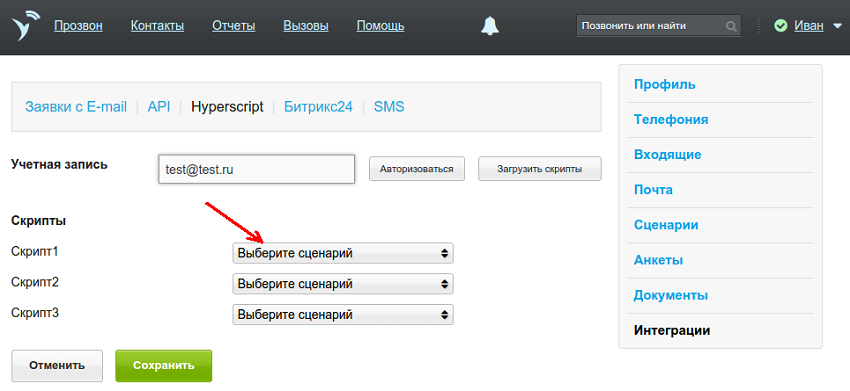 Прозвон Контакты Отчеты Вызовы Помощь Позвонить или найти Иван
Заявки с E-mail API Hyperscript Битрикс24 SMS
Учетная запись test@test.ru Авторизоваться Загрузить скрипты
Скрипты
Скрипт1 Выберите сценарий
Скрипт2 Выберите сценарий
Скрипт3 Выберите сценарий
Отменить Сохранить
Профиль
Телефония
Входящие
Почта
Сценарии
Анкеты
Документы
Интеграции